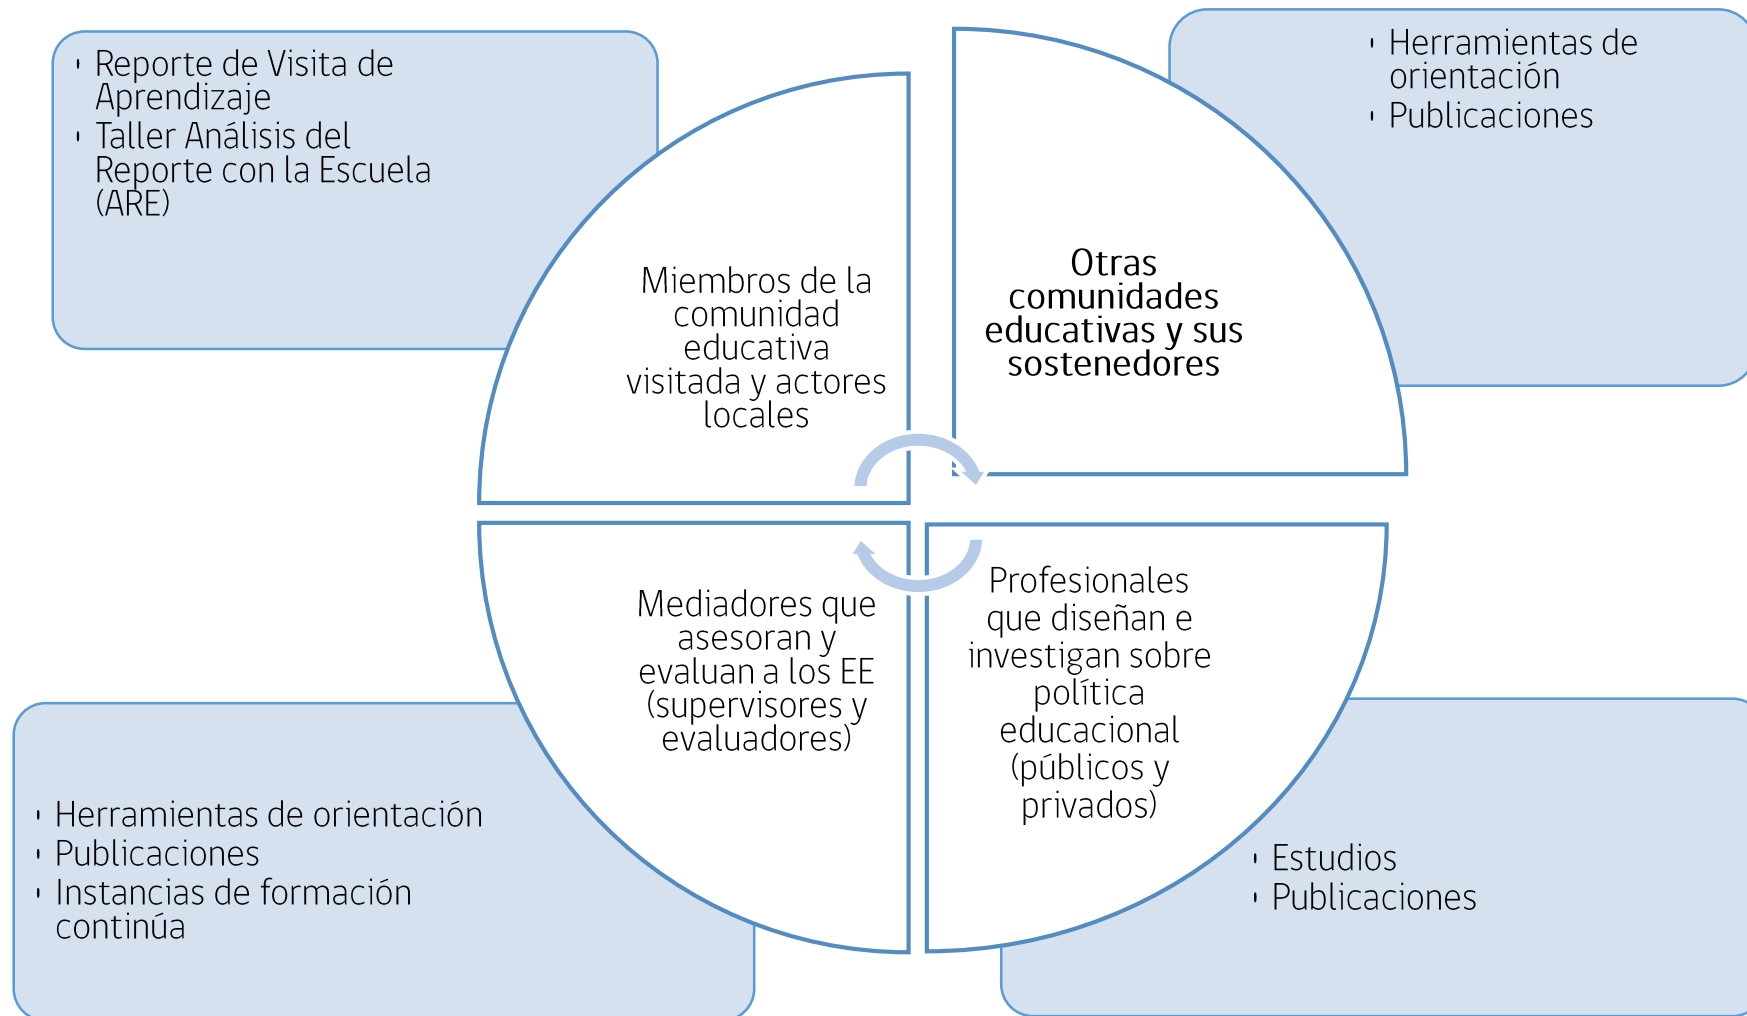 Reporte de Visita de
Aprendizaje
Taller Análisis del
Reporte con la Escuela
(ARE)
Herramientas de
orientación
Publicaciones
Miembros de la
comunidad
educativa
visitada y actores
locales
Otras
comunidades
educativas y sus
sostenedores
Mediadores que
asesoran y
evaluan a los EE
(supervisores y
evaluadores)
Profesionales
que diseñan e
investigan sobre
política
educacional
(públicos y
privados)
Herramientas de orientación
Publicaciones
Instancias de formación
continúa
Estudios
Publicaciones